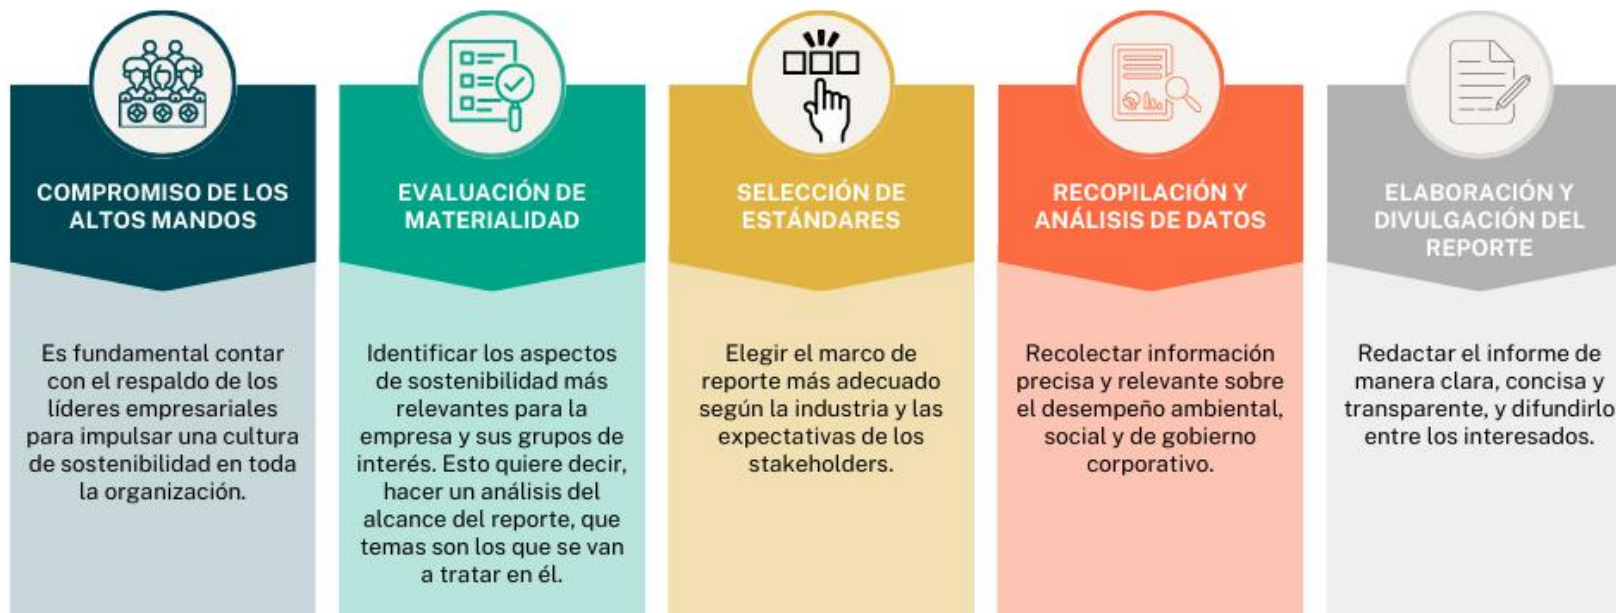 COMPROMISO DE LOS
ALTOS MANDOS
Es fundamental contar
con el respaldo de los
líderes empresariales
para impulsar una cultura
de sostenibilidad en toda
la organización.
EVALUACIÓN DE
MATERIALIDAD
Identificar los aspectos
de sostenibilidad más
relevantes para la
empresa y sus grupos de
interés. Esto quiere decir,
hacer un análisis del
alcance del reporte, que
temas son los que se van
a tratar en él.
SELECCIÓN DE
ESTÁNDARES
Elegir el marco de
reporte más adecuado
según la industria y las
expectativas de los
stakeholders.
RECOPILACIÓN Y
ANÁLISIS DE DATOS
Recolectar información
precisa y relevante sobre
el desempeño ambiental,
social y de gobierno
corporativo.
ELABORACIÓN Y
DIVULGACIÓN DEL
REPORTE
Redactar el informe de
manera clara, concisa y
transparente, y difundirlo
entre los interesados.